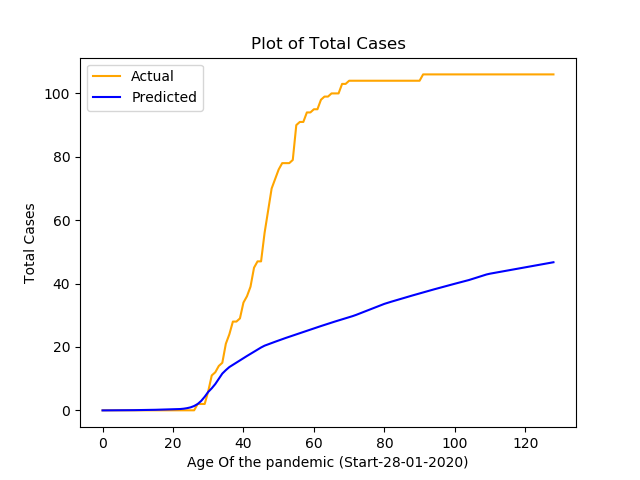 Plot of Total Cases
Actual
Predicted
100
80
60
40
20
0
Total Cases
0 20 40 60 80 100 120
Age Of the pandemic (Start-28-01-2020)